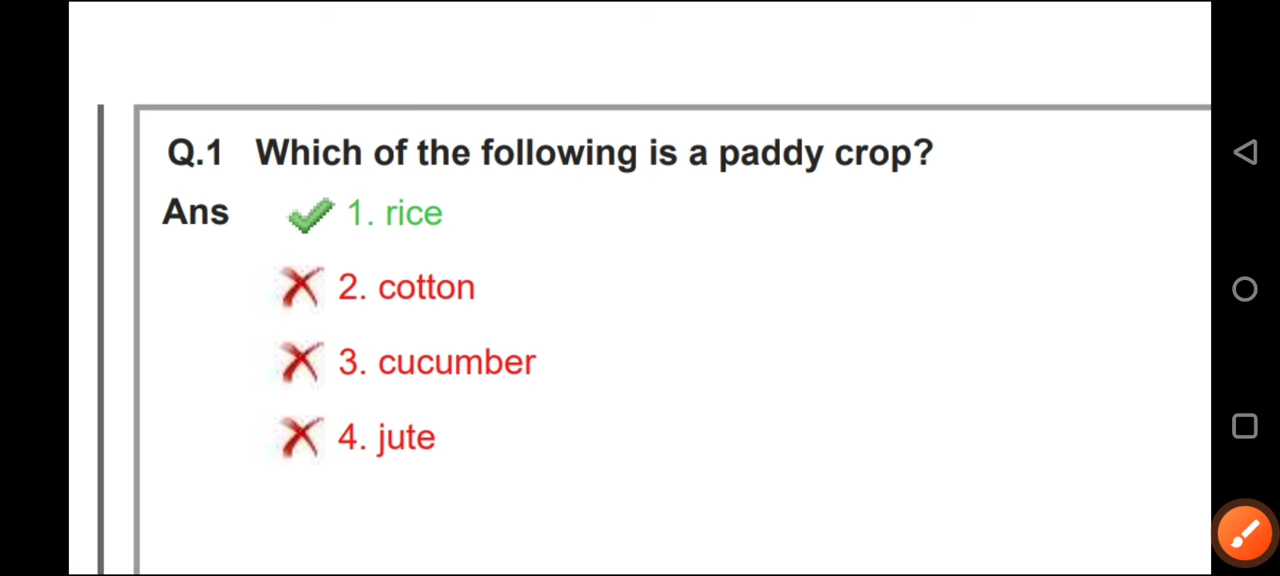 Q.1 Which of the following is a paddy crop?
Ans 1. rice
2. cotton
3. cucumber
4. jute